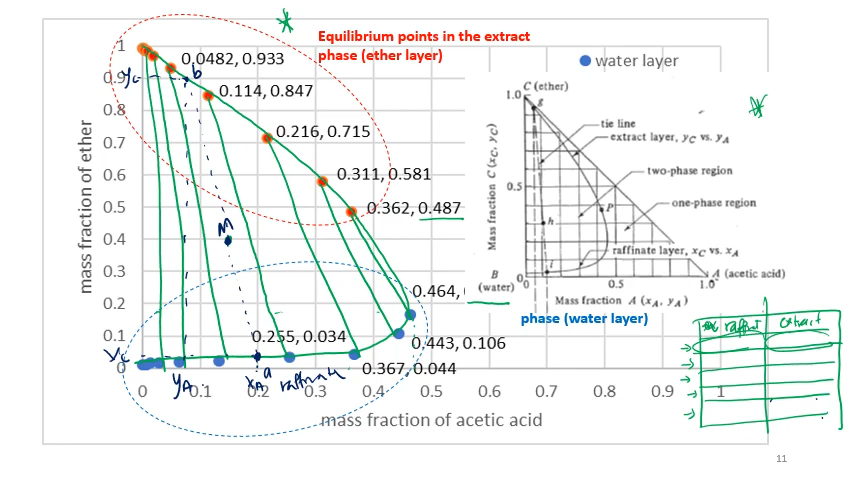 Equilibrium points in the extract
phase (ether layer)
water layer
mass fraction of ether
1
0.9
0.8
0.7
0.6
0.5
0.4
0.3
0.2
0.1
0
0.0482, 0.933
0.114, 0.847
0.216, 0.715
0.311, 0.581
0.362, 0.487
0.464,
0.443, 0.106
0.367, 0.044
0.255, 0.034
b
M
a
yC
yA
xA
raffinate
0 0.1 0.2 0.3 0.4 0.5 0.6 0.7 0.8 0.9 1
mass fraction of acetic acid
phase (water layer)
C (ether)
1.0
g
tie line
extract layer, yC vs. yA
two-phase region
one-phase region
0.5
P
h
i
raffinate layer, xC vs. xA
B
(water)
0
A (acetic acid)
0.5
1.0
Mass fraction C (xC, yC)
Mass fraction A (xA, yA)
raffinat extract
11